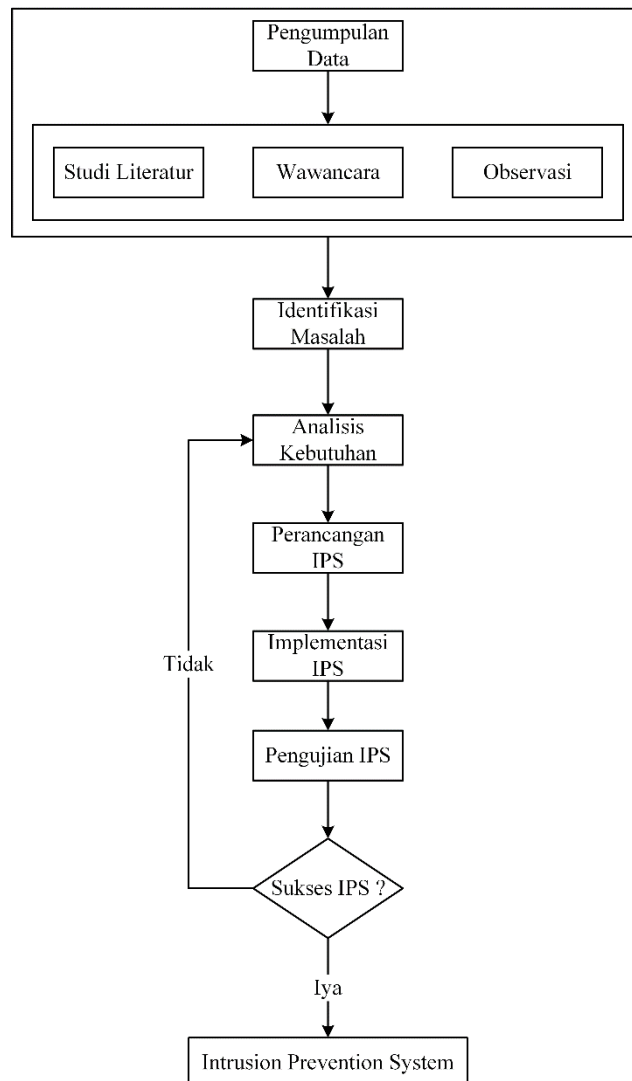 Pengumpulan
Data
Studi Literatur
Wawancara
Observasi
Identifikasi
Masalah
Analisis
Kebutuhan
Perancangan
IPS
Implementasi
IPS
Tidak
Pengujian IPS
Sukses IPS ?
Iya
Intrusion Prevention System